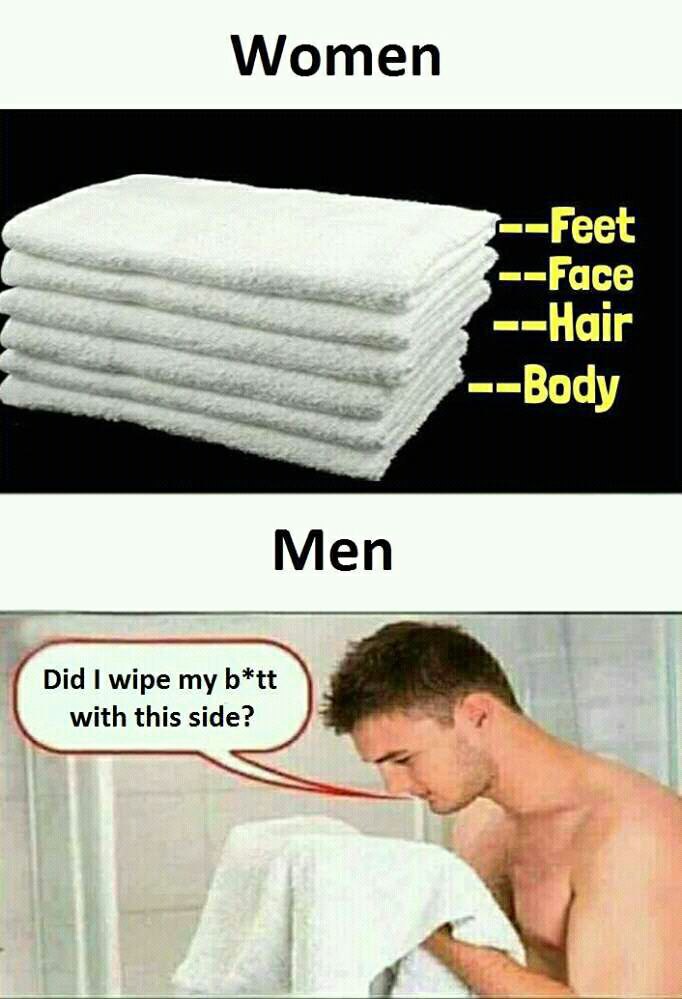 Women
--Feet
--Face
--Hair
--Body
Men
Did I wipe my b*tt
with this side?